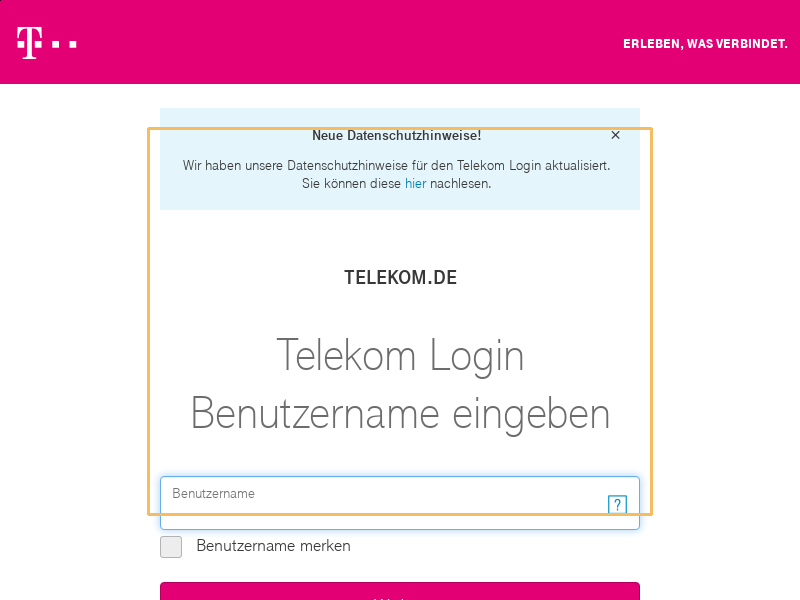 T
ERLEBEN, WAS VERBINDET.
Neue Datenschutzhinweise! ×
Wir haben unsere Datenschutzhinweise für den Telekom Login aktualisiert.
Sie können diese hier nachlesen.
TELEKOM.DE
Telekom Login
Benutzername eingeben
Benutzername
?
Benutzername merken